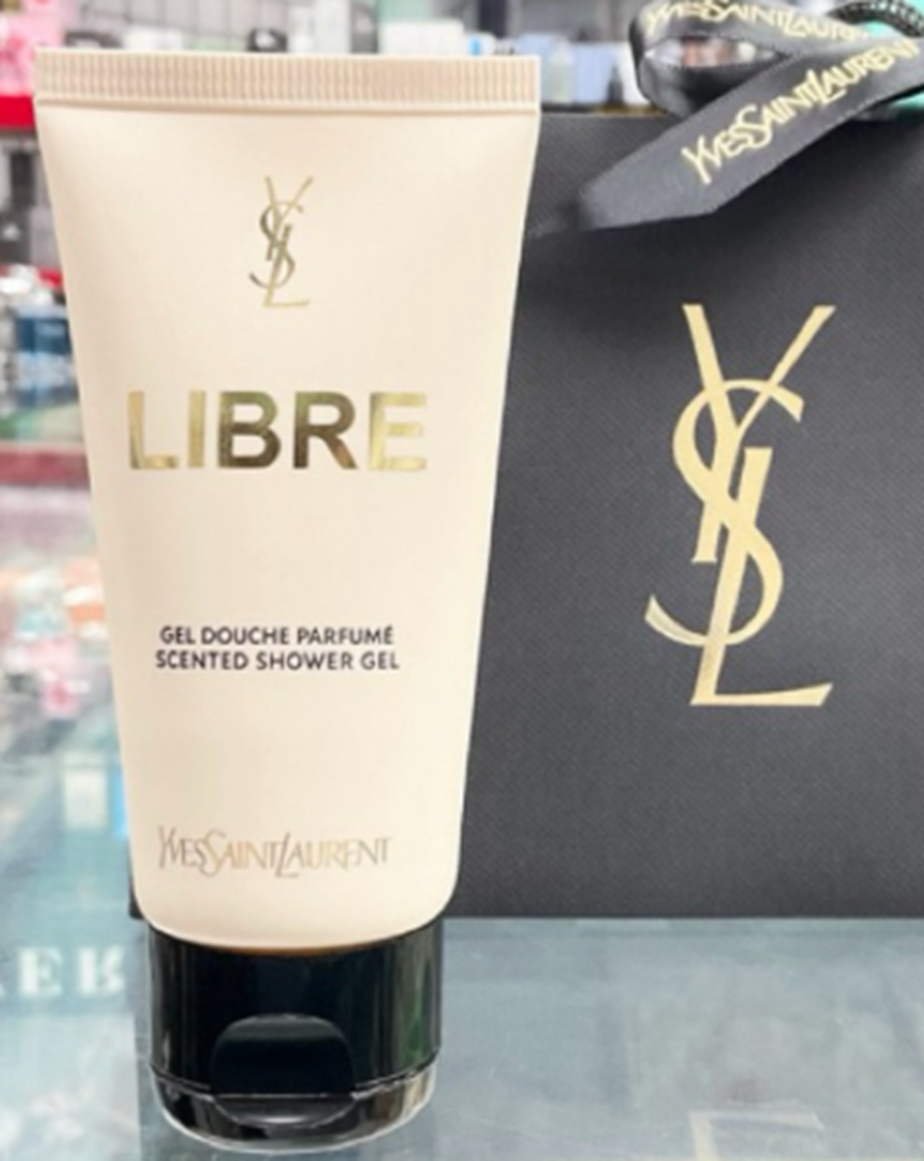 YSL
LIBRE
GEL DOUCHE PARFUMÉ
SCENTED SHOWER GEL
YVESSAINTLAURENT
YVESSAINTLAURENT
YVESSAINTLAURENT
YSL